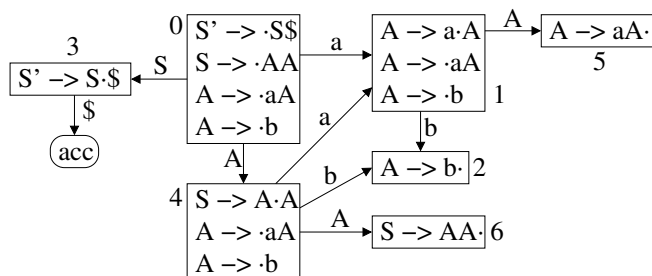 0
S' -> ·S$
S -> ·AA
A -> ·aA
A -> ·b
a
A -> a·A
A -> ·aA
A -> ·b
1
A
A -> aA·
5
3
S' -> S·$
S
$
acc
A
a
b
4
S -> A·A
A -> ·aA
A -> ·b
b
A -> b·
2
A
S -> AA·
6